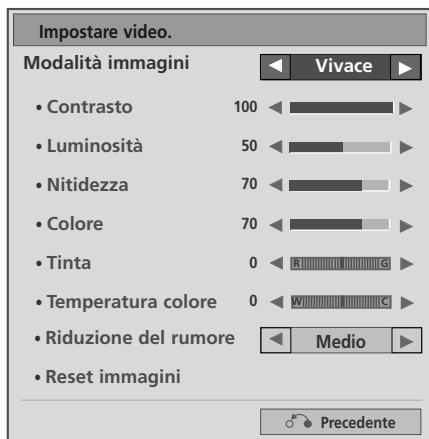 Impostare video.
Modalità immagini ◄ Vivace ►
• Contrasto 100 ◄ ►
• Luminosità 50 ◄ ►
• Nitidezza 70 ◄ ►
• Colore 70 ◄ ►
• Tinta 0 ◄ R G ►
• Temperatura colore 0 ◄ W C ►
• Riduzione del rumore ◄ Medio ►
• Reset immagini
Precedente